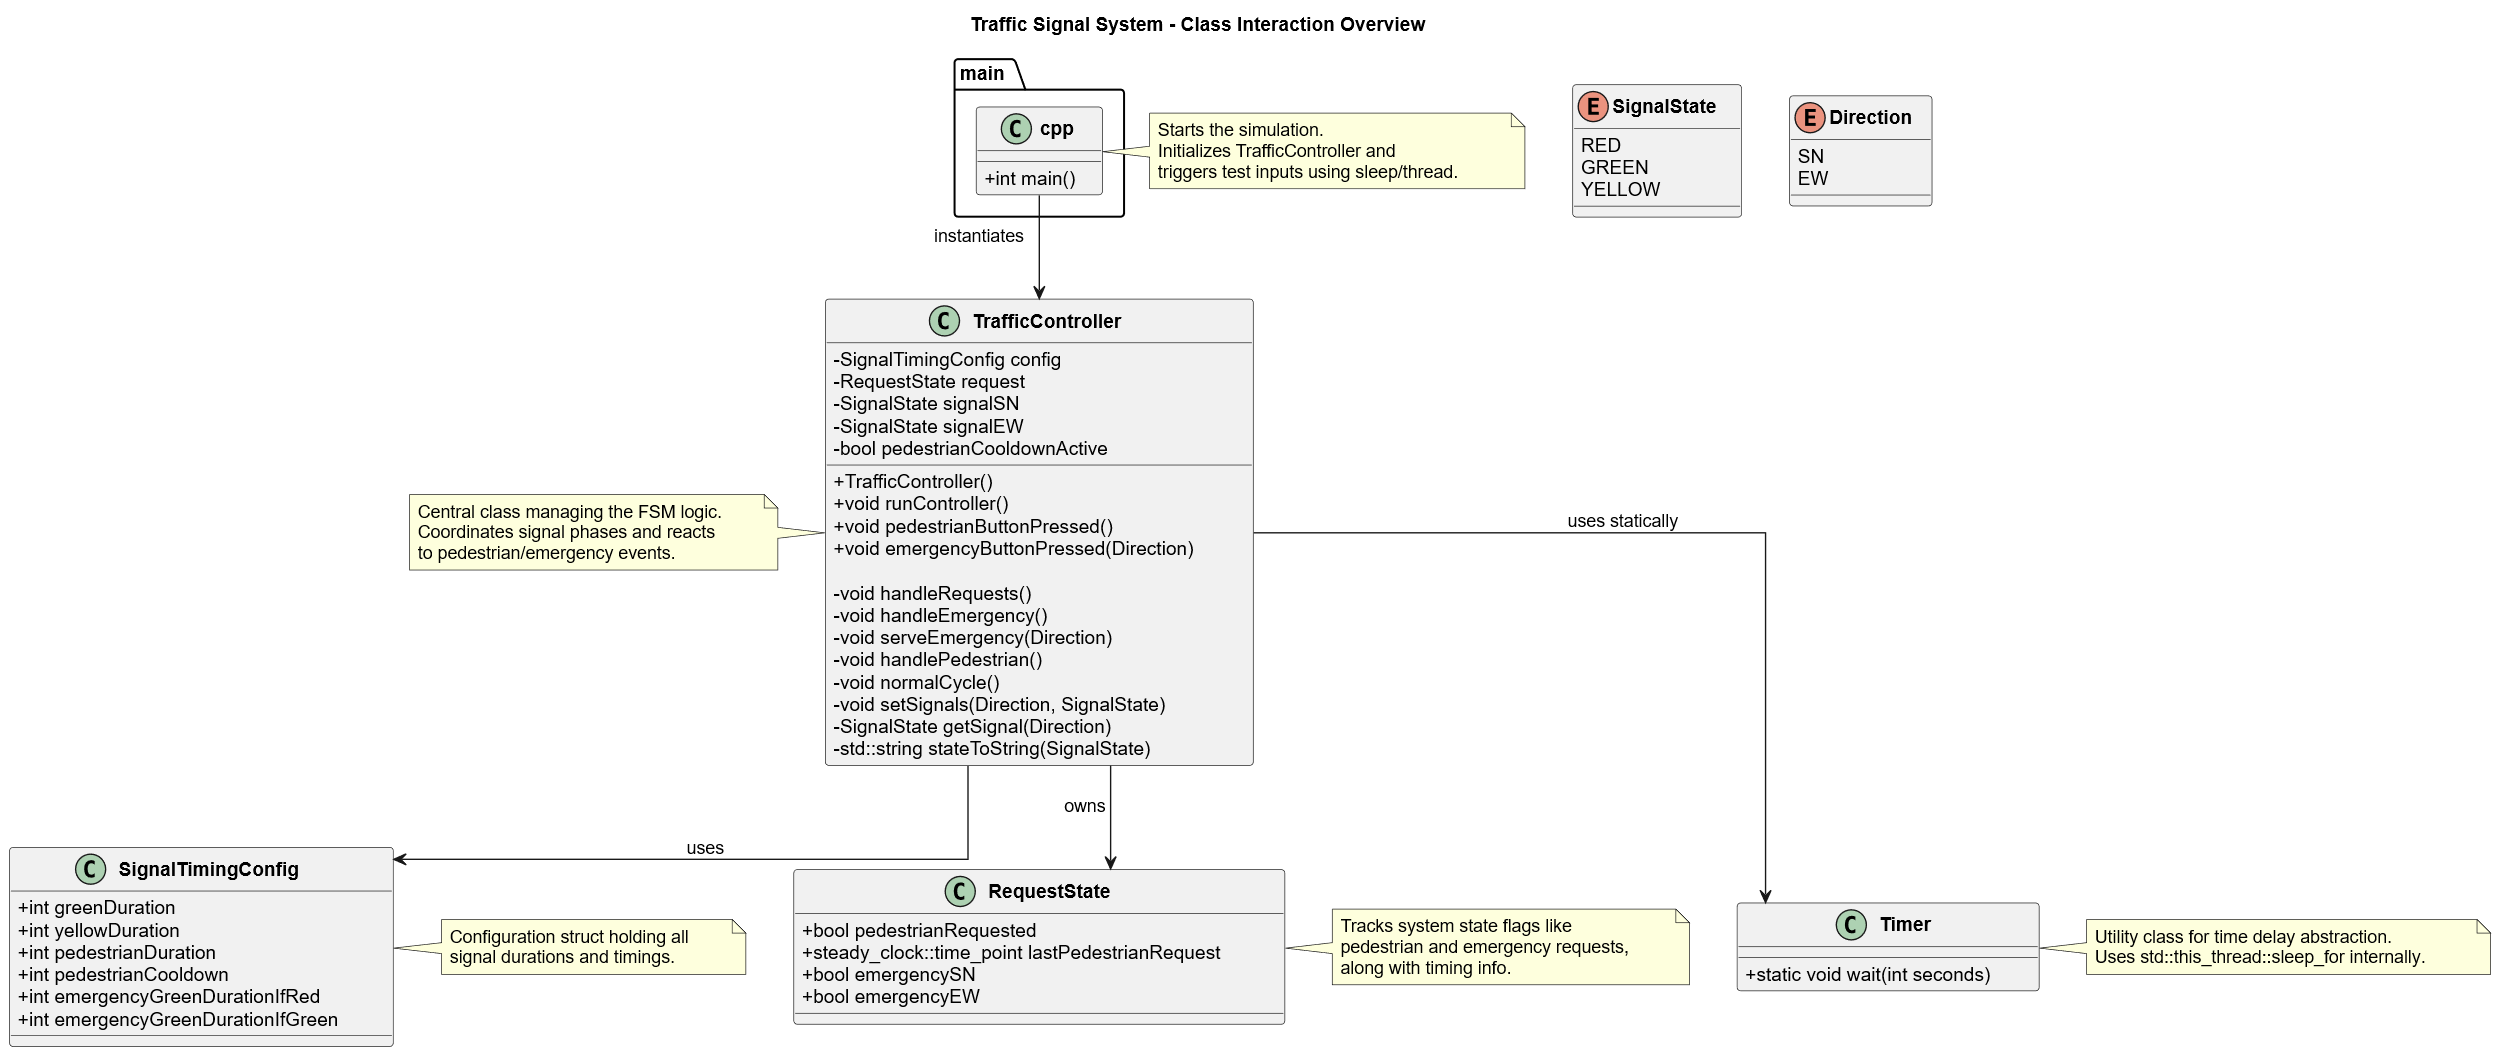 Traffic Signal System - Class Interaction Overview
main
C cpp
+int main()
Starts the simulation.
Initializes TrafficController and
triggers test inputs using sleep/thread.
E SignalState
RED
GREEN
YELLOW
E Direction
SN
EW
instantiates
C TrafficController
-SignalTimingConfig config
-RequestState request
-SignalState signalSN
-SignalState signalEW
-bool pedestrianCooldownActive
+TrafficController()
+void runController()
+void pedestrianButtonPressed()
+void emergencyButtonPressed(Direction)
-void handleRequests()
-void handleEmergency()
-void serveEmergency(Direction)
-void handlePedestrian()
-void normalCycle()
-void setSignals(Direction, SignalState)
-SignalState getSignal(Direction)
-std::string stateToString(SignalState)
Central class managing the FSM logic.
Coordinates signal phases and reacts
to pedestrian/emergency events.
uses statically
owns
uses
C SignalTimingConfig
+int greenDuration
+int yellowDuration
+int pedestrianDuration
+int pedestrianCooldown
+int emergencyGreenDurationIfRed
+int emergencyGreenDurationIfGreen
Configuration struct holding all
signal durations and timings.
C RequestState
+bool pedestrianRequested
+steady_clock::time_point lastPedestrianRequest
+bool emergencySN
+bool emergencyEW
Tracks system state flags like
pedestrian and emergency requests,
along with timing info.
C Timer
+static void wait(int seconds)
Utility class for time delay abstraction.
Uses std::this_thread::sleep_for internally.